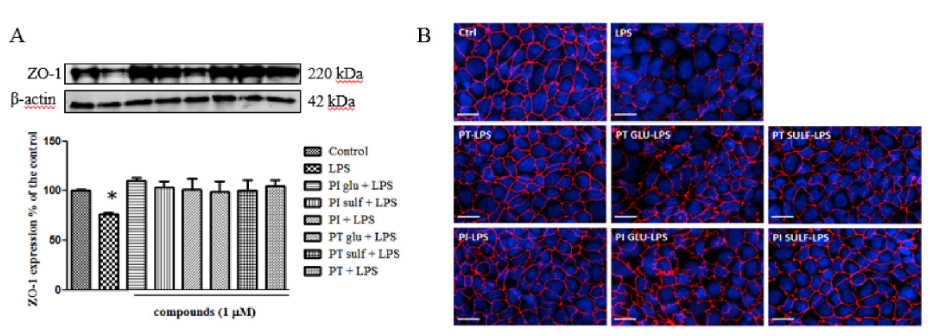 A
ZO-1
220 kDa
β-actin
42 kDa
ZO-1 expression % of the control
150
100
50
0
*
compounds (1 µM)
Control
LPS
PI glu + LPS
PI sulf + LPS
PI + LPS
PT glu + LPS
PT sulf + LPS
PT + LPS
B
Ctrl
LPS
PT-LPS
PT GLU-LPS
PT SULF-LPS
PI-LPS
PI GLU-LPS
PI SULF-LPS